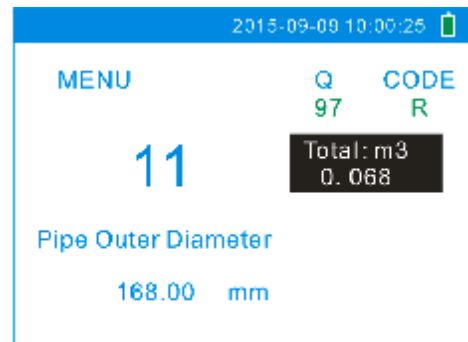 2015-09-09 10:00:25
MENU
Q
CODE
97
R
11
Total: m3
0.068
Pipe Outer Diameter
168.00 mm